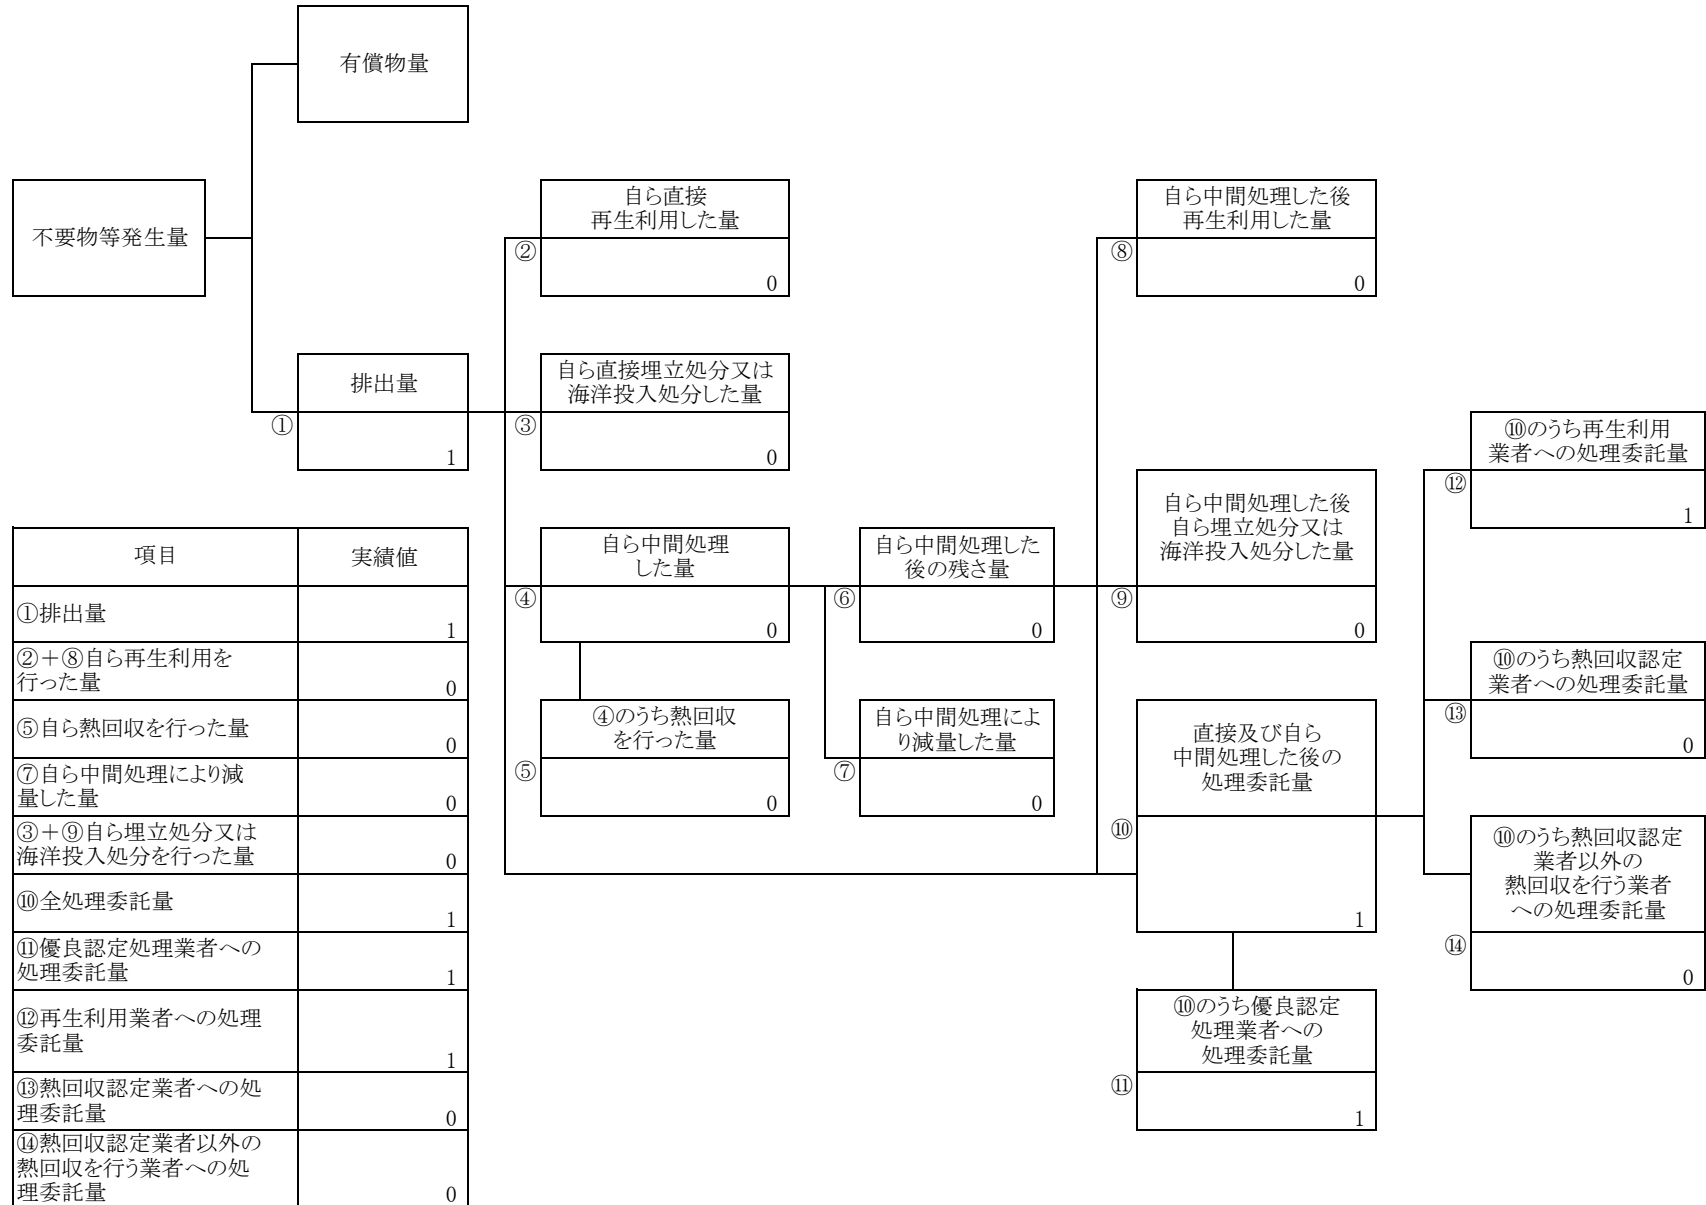 有償物量
不要物等発生量
排出量
①
1
自ら直接
再生利用した量
②
0
自ら直接埋立処分又は
海洋投入処分した量
③
0
自ら中間処理
した量
④
0
④のうち熱回収
を行った量
⑤
0
自ら中間処理した
後の残さ量
⑥
0
自ら中間処理によ
り減量した量
⑦
0
自ら中間処理した後
再生利用した量
⑧
0
自ら中間処理した後
自ら埋立処分又は
海洋投入処分した量
⑨
0
直接及び自ら
中間処理した後の
処理委託量
⑩
1
⑩のうち優良認定
処理業者への
処理委託量
⑪
1
⑩のうち再生利用
業者への処理委託量
⑫
1
⑩のうち熱回収認定
業者への処理委託量
⑬
0
⑩のうち熱回収認定
業者以外の
熱回収を行う業者
への処理委託量
⑭
0
項目 実績値
①排出量
1
②+⑧自ら再生利用を
行った量 0
⑤自ら熱回収を行った量
0
⑦自ら中間処理により減
量した量 0
③+⑨自ら埋立処分又は
海洋投入処分を行った量 0
⑩全処理委託量
1
⑪優良認定処理業者への
処理委託量 1
⑫再生利用業者への処理
委託量
1
⑬熱回収認定業者への処
理委託量 0
⑭熱回収認定業者以外の
熱回収を行う業者への処
理委託量 0